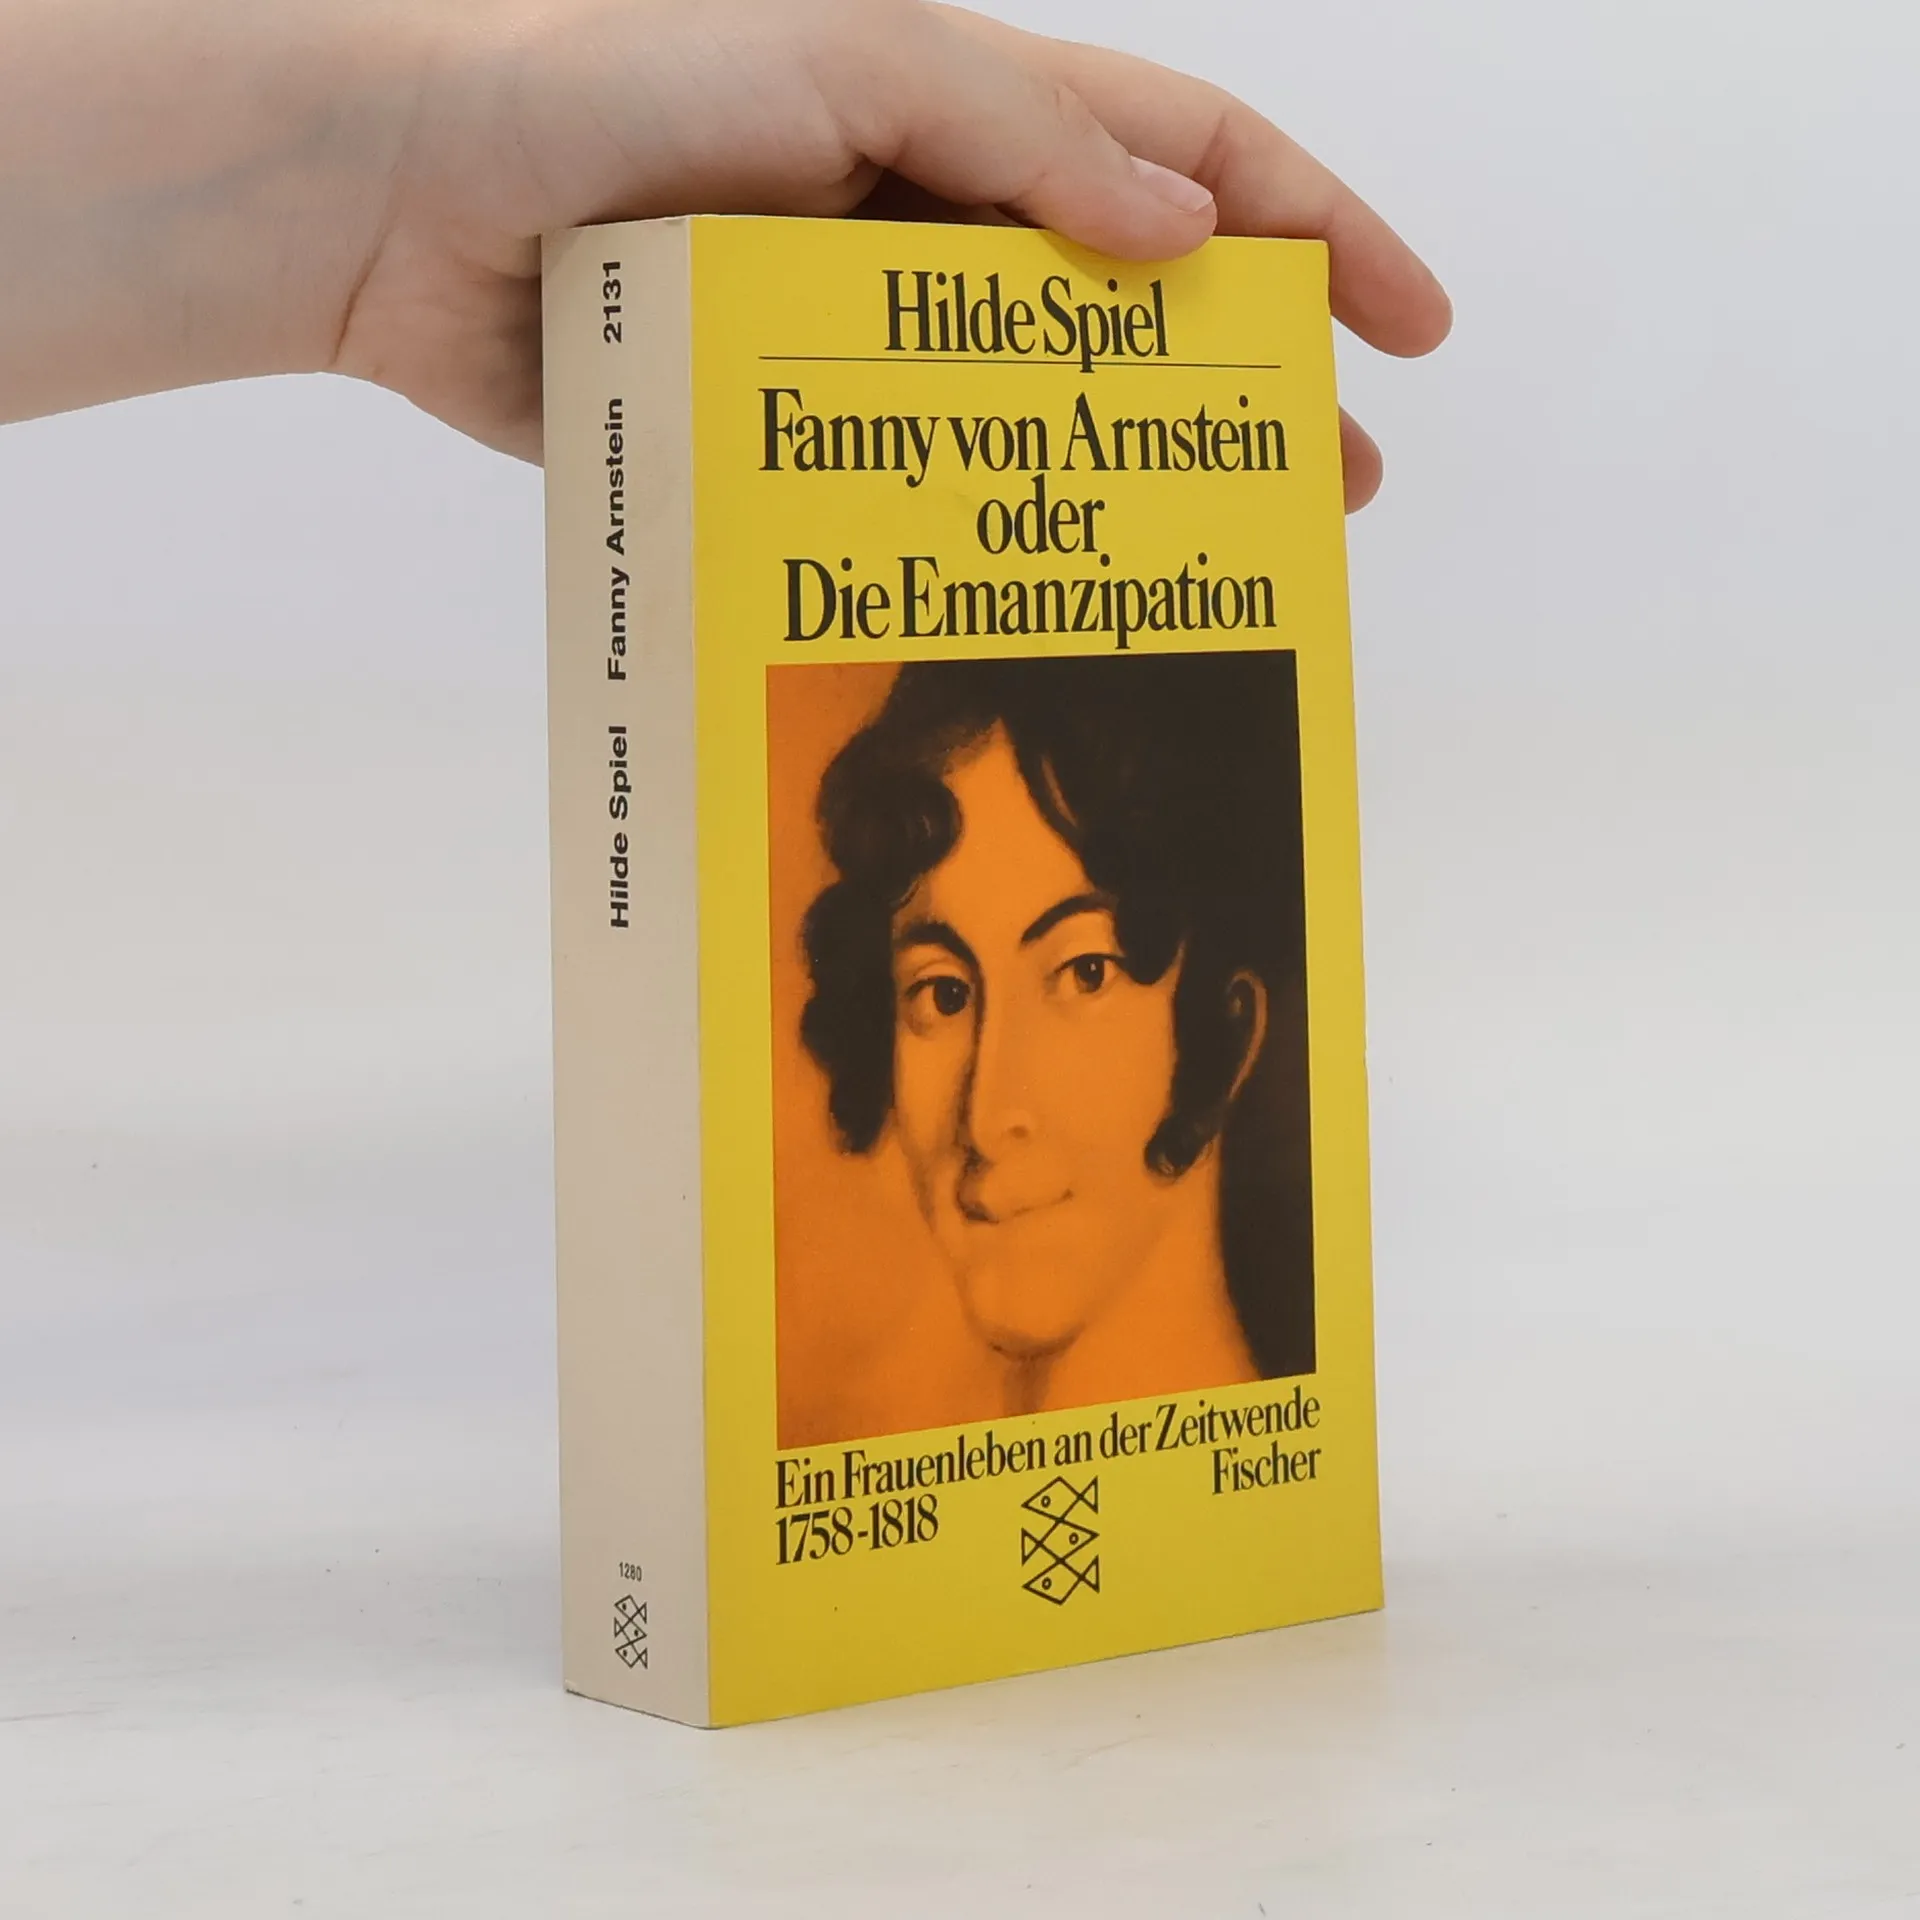 Hilde Spiel
Fanny von Arnstein
oder
Die Emanzipation
Ein Frauenleben an der Zeitwende
1758-1818
Fischer
Hilde Spiel Fanny Arnstein 2131
1280